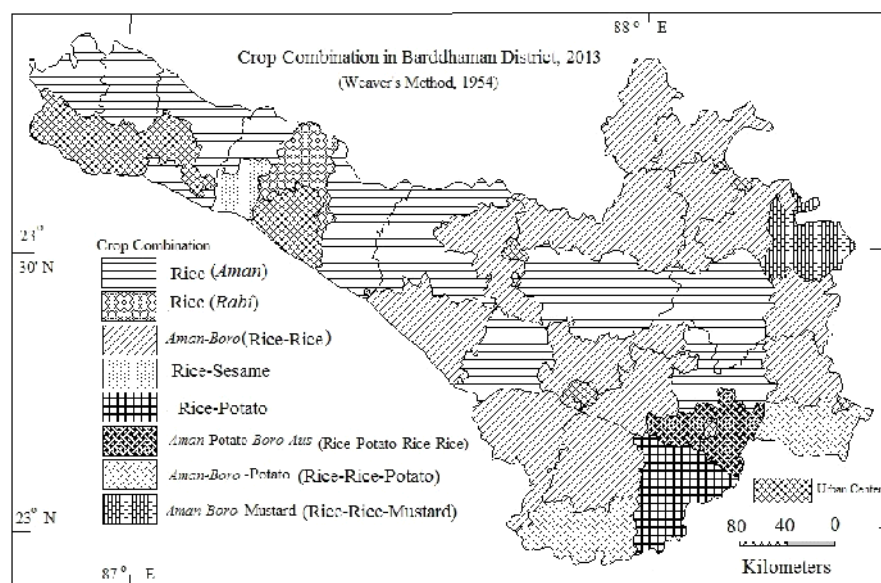 88° E
Crop Combination in Barddhaman District, 2013
(Weaver's Method, 1954)
23°
30' N
Crop Combination
Rice (Aman)
Rice (Rabi)
Aman-Boro (Rice-Rice)
Rice-Sesame
Rice-Potato
Aman Potato Boro Aus (Rice Potato Rice Rice)
Aman-Boro -Potato (Rice-Rice-Potato)
Aman Boro Mustard (Rice-Rice-Mustard)
Urban Center
23° N
80 40 0
Kilometers
87° E